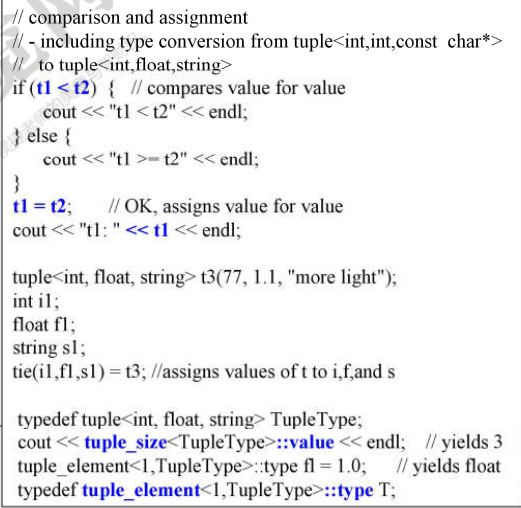 // comparison and assignment
// - including type conversion from tuple<int,int,const char*>
// to tuple<int,float,string>
if (t1 < t2) { // compares value for value
cout << "t1 < t2" << endl;
} else {
cout << "t1 >= t2" << endl;
}
t1 = t2; // OK, assigns value for value
cout << "t1: " << t1 << endl;
tuple<int, float, string> t3(77, 1.1, "more light");
int i1;
float f1;
string s1;
tie(i1,f1,s1) = t3; //assigns values of t to i,f,and s
typedef tuple<int, float, string> TupleType;
cout << tuple_size<TupleType>::value << endl; // yields 3
tuple_element<1,TupleType>::type fl = 1.0; // yields float
typedef tuple_element<1,TupleType>::type T;